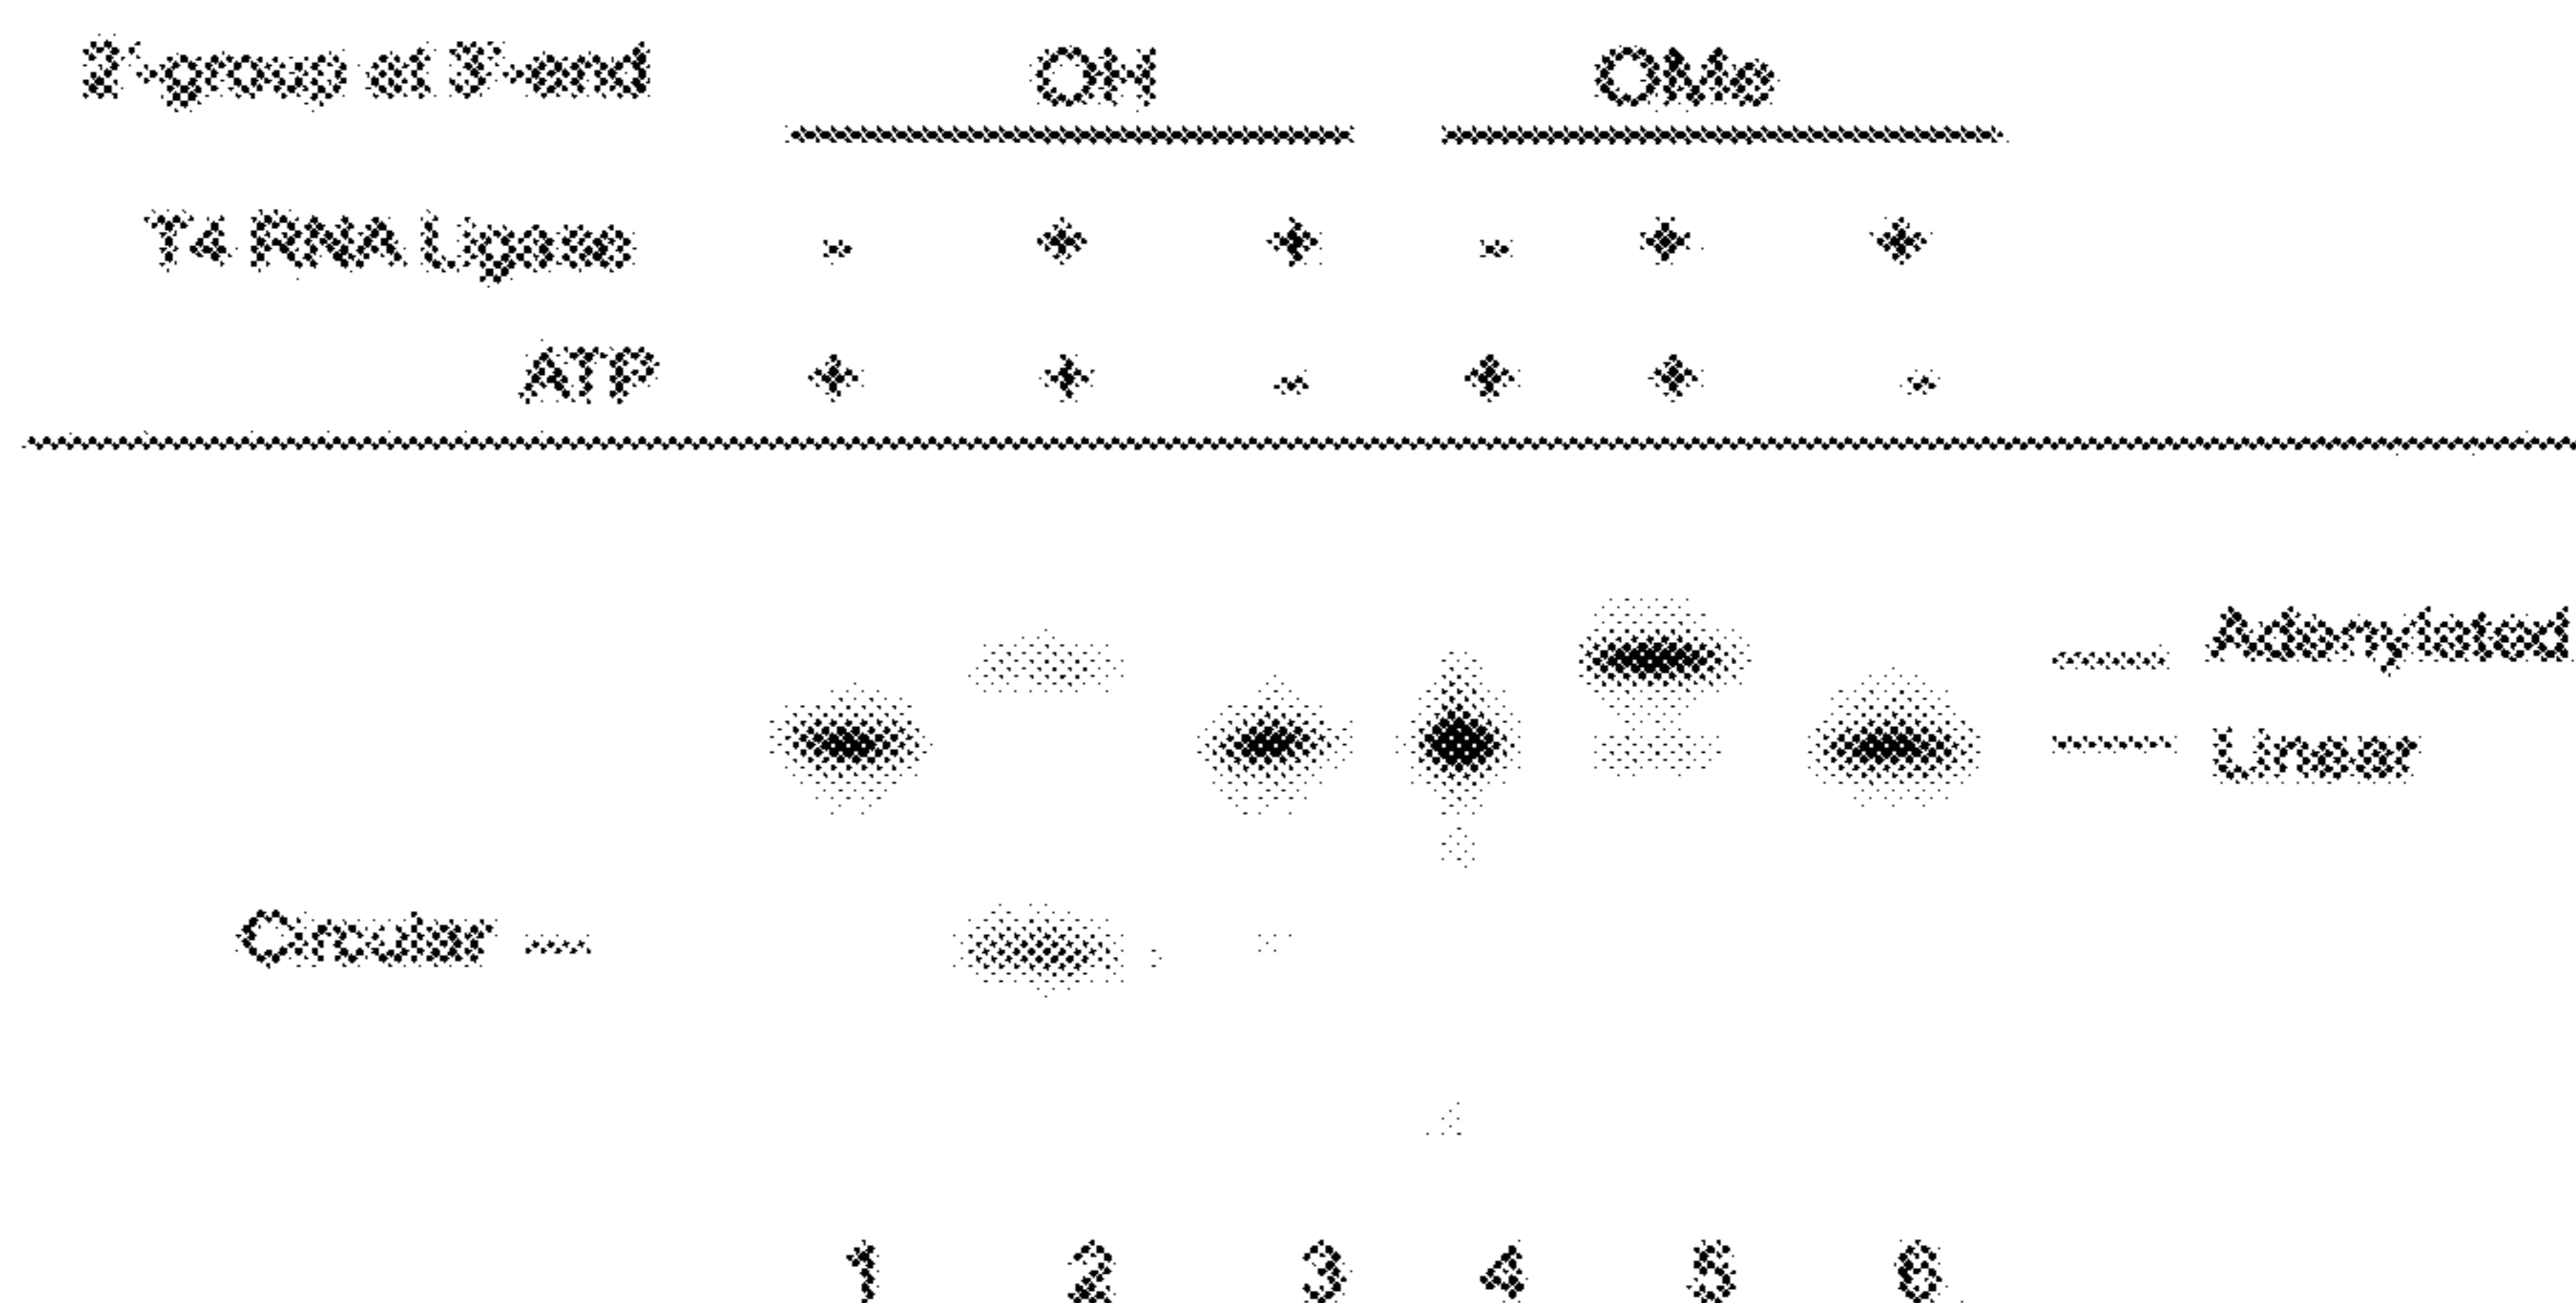 2'-group at 3'-end OH OMe
T4 RNA Ligase - + + - + +
ATP + + - + + -
Adenylated
Linear
Circular
1 2 3 4 5 6